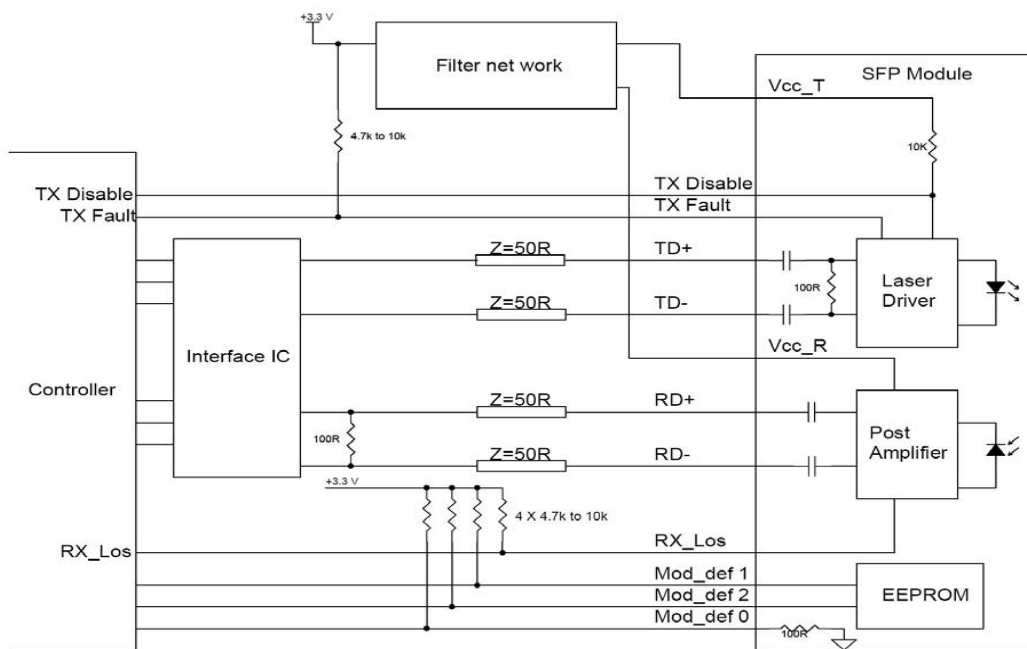 +3.3 V
Filter net work
SFP Module
Vcc_T
4.7k to 10k
10K
TX Disable
TX Disable
TX Fault
TX Fault
Z=50R
TD+
100R
Laser
Driver
Z=50R
TD-
Interface IC
Vcc_R
Controller
Z=50R
RD+
100R
Post
Amplifier
Z=50R
RD-
+3.3 V
4 X 4.7k to 10k
RX_Los
RX_Los
Mod_def 1
EEPROM
Mod_def 2
Mod_def 0
100R